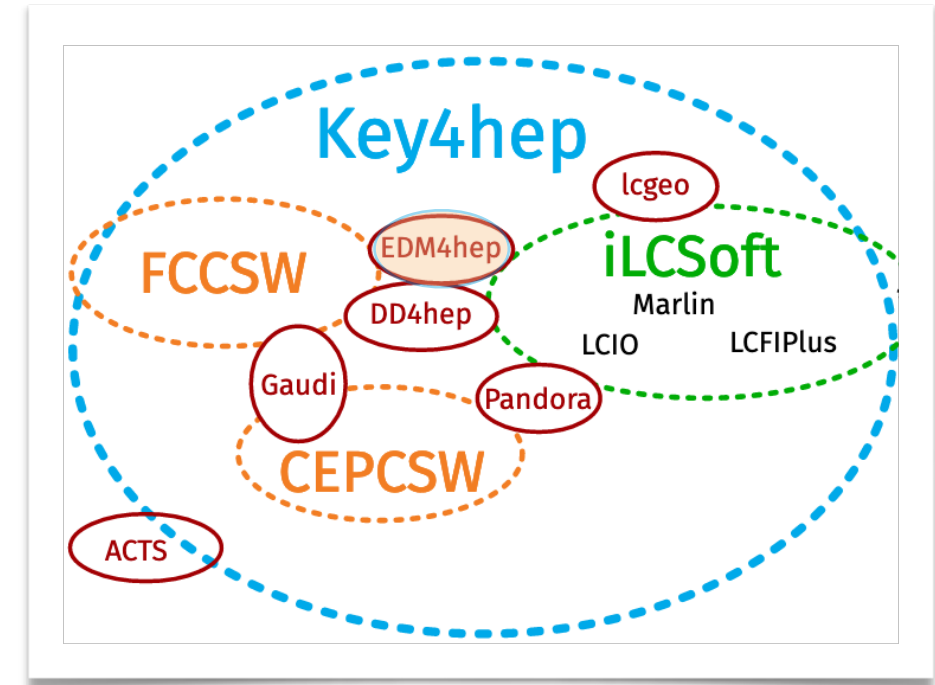 Key4hep
lcgeo
FCCSW
EDM4hep
iLCSoft
Marlin
DD4hep
LCIO
LCFIPlus
Gaudi
Pandora
CEPCSW
ACTS